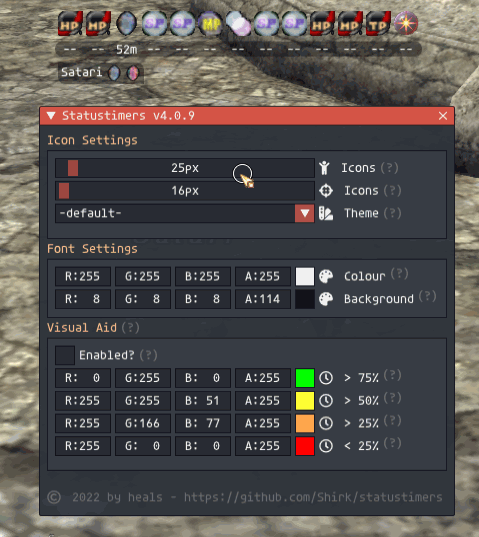 HP MP SP SP MP SP SP HP MP TP
-- -- 52m -- -- -- -- -- -- -- -- -- --
Satari
Statustimers v4.0.9
Icon Settings
25px Icons (?)
16px Icons (?)
-default- Theme (?)
Font Settings
R:255 G:255 B:255 A:255 Colour (?)
R: 8 G: 8 B: 8 A:114 Background (?)
Visual Aid (?)
Enabled? (?)
R: 0 G:255 B: 0 A:255 > 75% (?)
R:255 G:255 B: 51 A:255 > 50% (?)
R:255 G:166 B: 77 A:255 > 25% (?)
R:255 G: 0 B: 0 A:255 < 25% (?)
© 2022 by heals - https://github.com/Shirk/statustimers